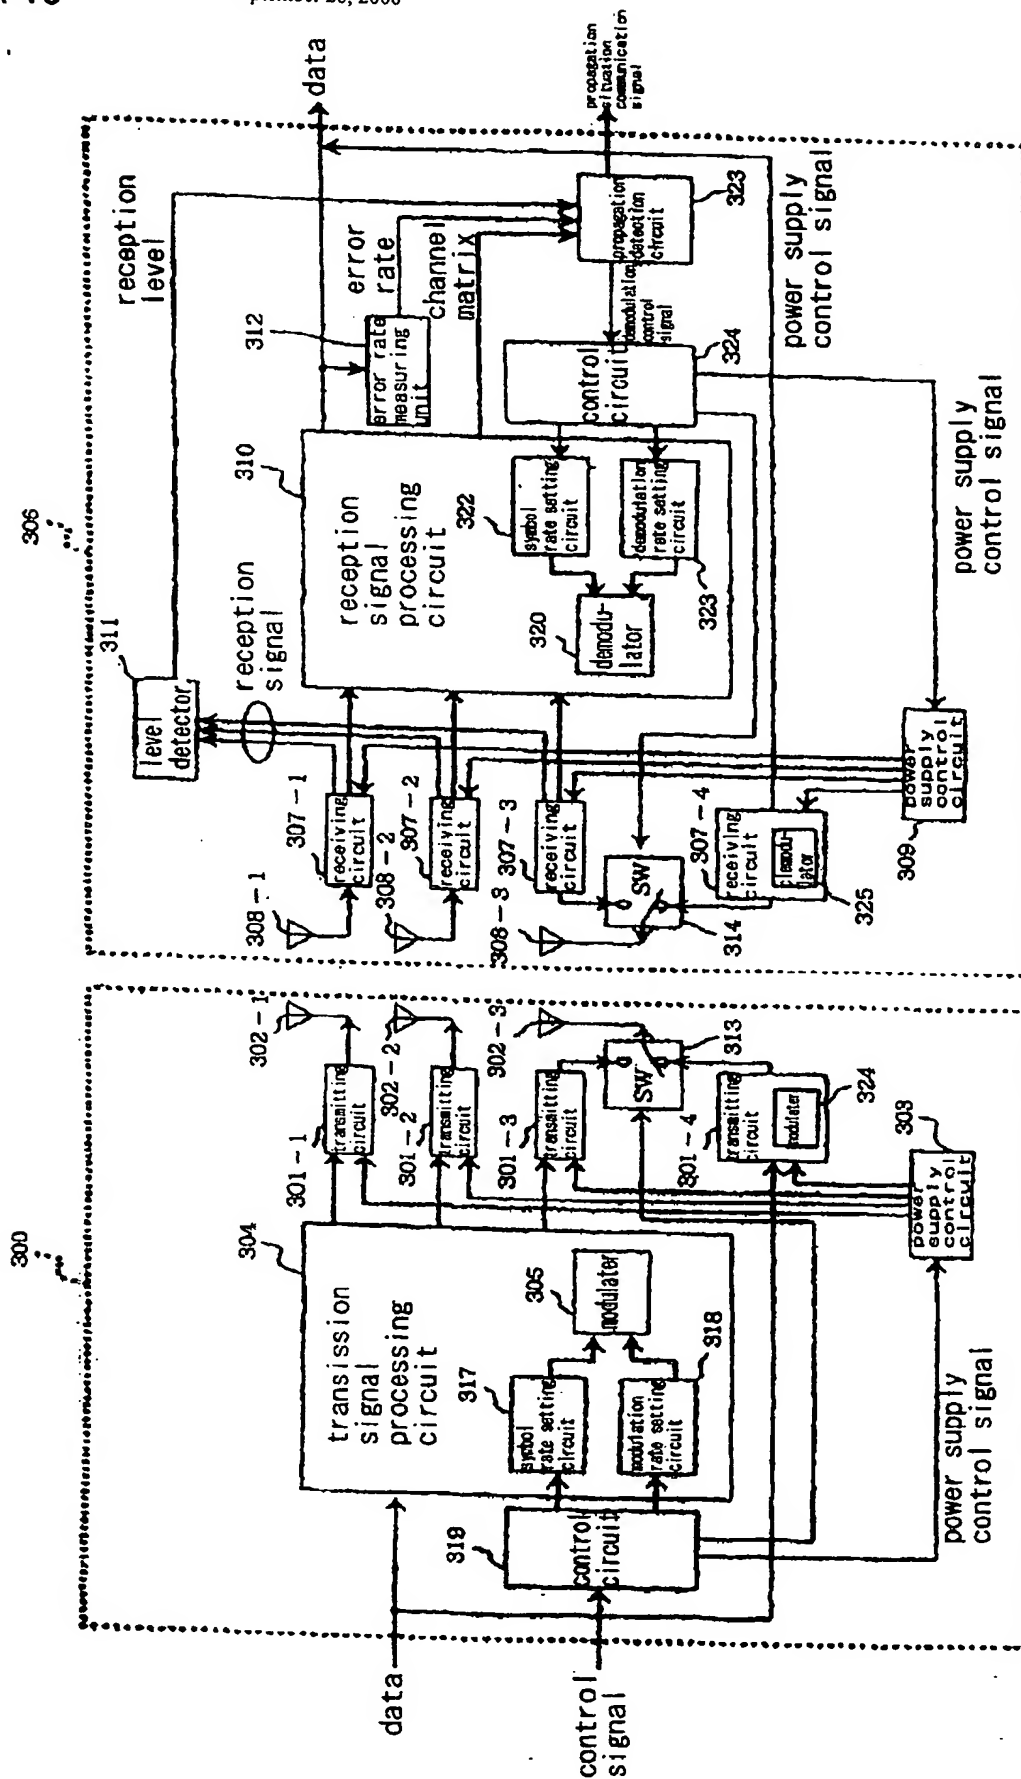 300
data
control
signal
319
control
circuit
304
transission
signal
processing
circuit
317
symbol
rate setting
circuit
modulation
rate setting
circuit
318
305
modulater
power supply
control signal
301-1
transmitting
circuit
302-1
301-2
transmitting
circuit
302-2
301-3
transmitting
circuit
302-3
SW
313
301-4
transmitting
circuit
modulater
324
power
supply
control
circuit
303
306
308-1
307-1
receiving
circuit
308-2
307-2
receiving
circuit
308-3
307-3
receiving
circuit
SW
314
307-4
receiving
circuit
demodu-
lator
325
power
supply
control
circuit
309
311
level
detector
reception
signal
310
reception
signal
processing
circuit
320
demodu-
lator
322
symbol
rate setting
circuit
demodutation
rate setting
circuit
323
312
error rate
measuring
unit
control
circuit
324
demodulation
control
signal
reception
level
error
rate
channel
matrix
propagation
detection
circuit
323
data
propagation
situation
communication
signal
power supply
control signal
power supply
control signal